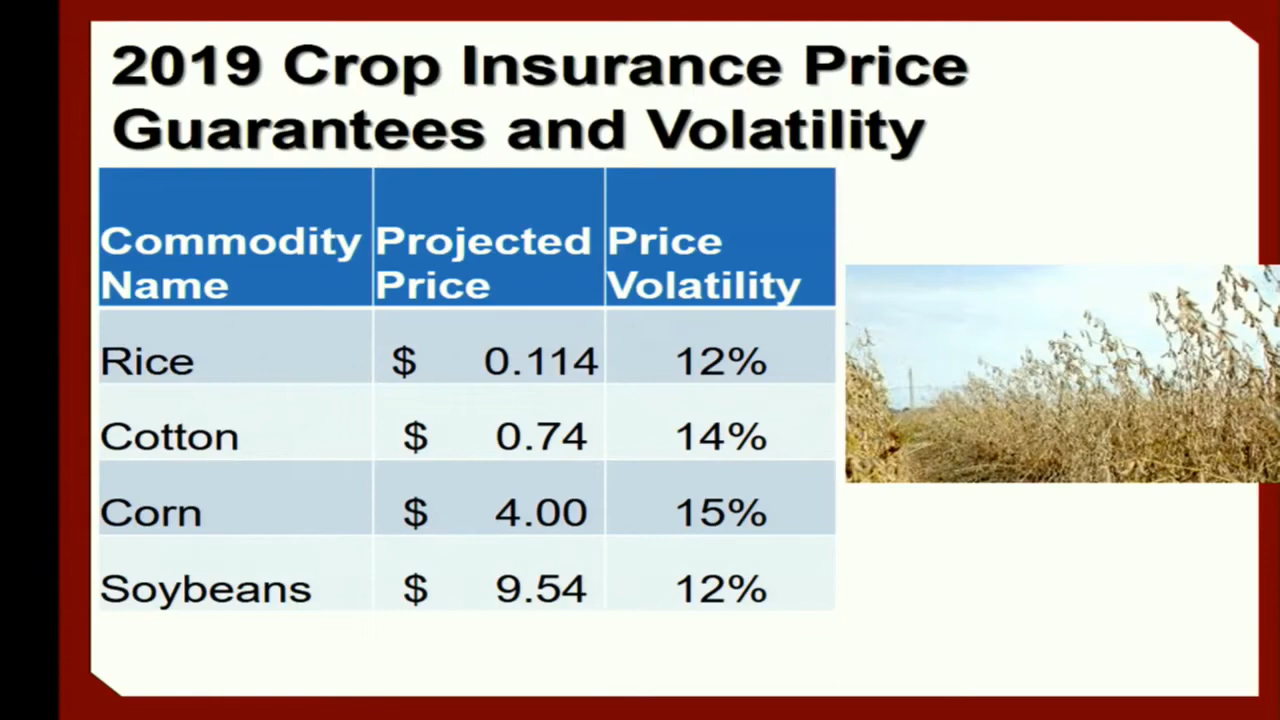 2019 Crop Insurance Price
Guarantees and Volatility
Commodity Name Projected Price Price Volatility
Rice $ 0.114 12%
Cotton $ 0.74 14%
Corn $ 4.00 15%
Soybeans $ 9.54 12%